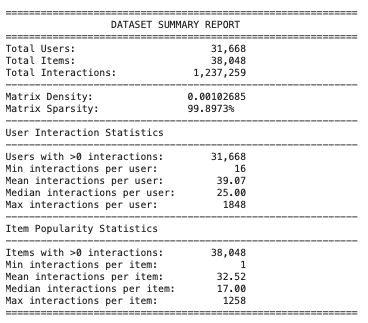 DATASET SUMMARY REPORT
Total Users: 31,668
Total Items: 38,048
Total Interactions: 1,237,259
Matrix Density: 0.00102685
Matrix Sparsity: 99.8973%
User Interaction Statistics
Users with >0 interactions: 31,668
Min interactions per user: 16
Mean interactions per user: 39.07
Median interactions per user: 25.00
Max interactions per user: 1848
Item Popularity Statistics
Items with >0 interactions: 38,048
Min interactions per item: 1
Mean interactions per item: 32.52
Median interactions per item: 17.00
Max interactions per item: 1258